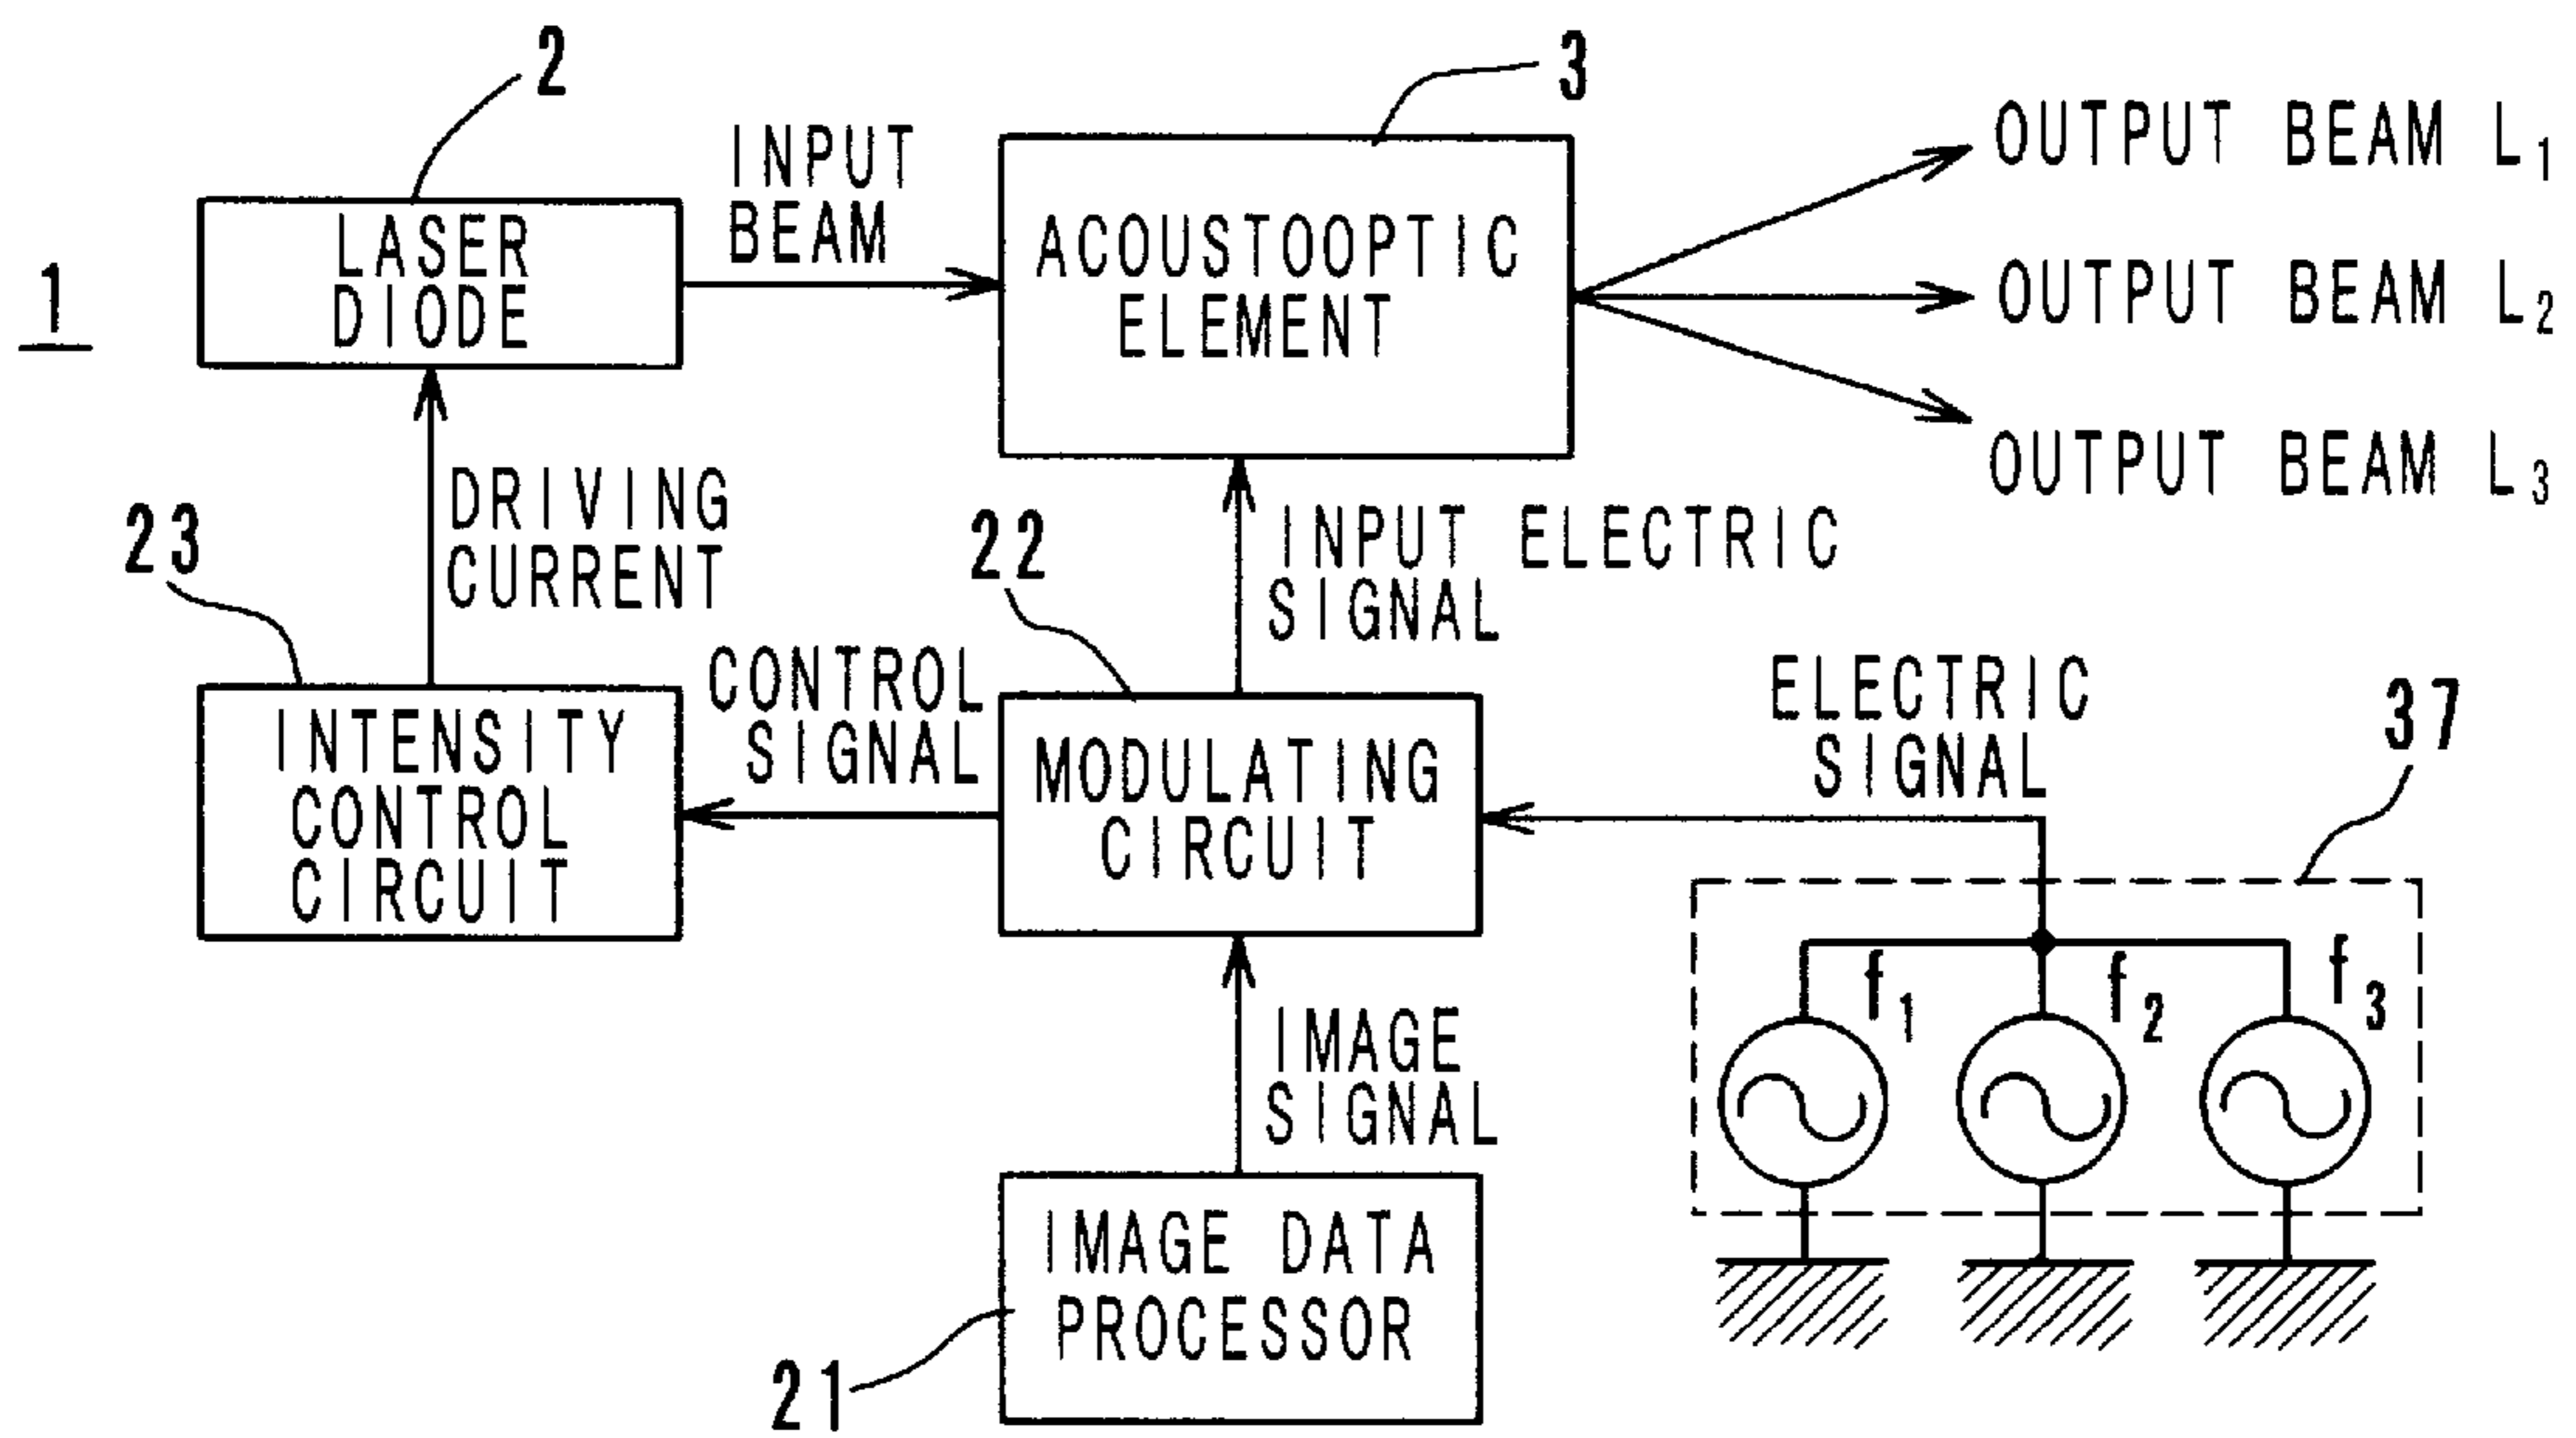 2
3
INPUT
BEAM
OUTPUT BEAM L1
LASER
DIODE
ACOUSTOOPTIC
ELEMENT
OUTPUT BEAM L2
1
OUTPUT BEAM L3
DRIVING
CURRENT
23
22
INPUT ELECTRIC
SIGNAL
CONTROL
SIGNAL
ELECTRIC
SIGNAL
37
INTENSITY
CONTROL
CIRCUIT
MODULATING
CIRCUIT
f1
f2
f3
IMAGE
SIGNAL
IMAGE DATA
PROCESSOR
21